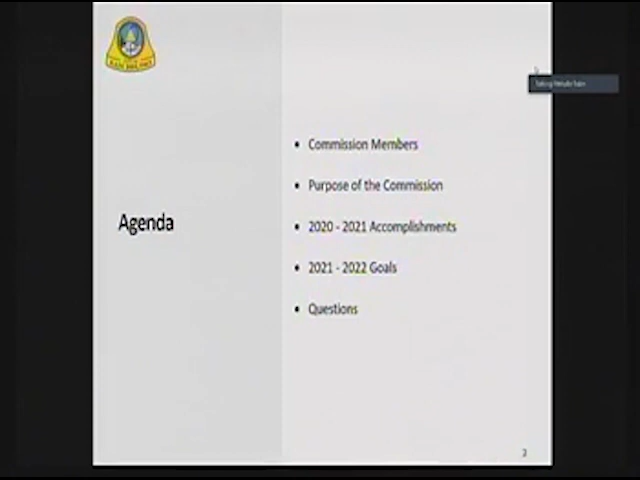 Agenda
• Commission Members
• Purpose of the Commission
• 2020 - 2021 Accomplishments
• 2021 - 2022 Goals
• Questions
2